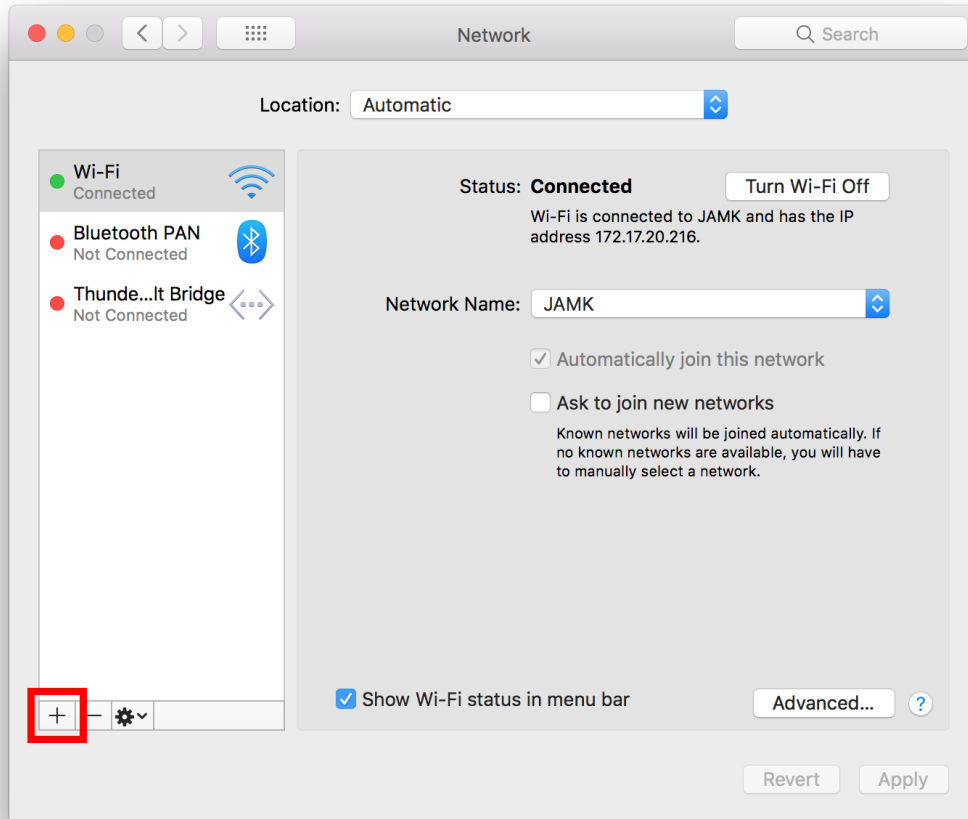 Network
Search
Location: Automatic
Wi-Fi
Connected
Bluetooth PAN
Not Connected
Thunde...lt Bridge
Not Connected
Status: Connected
Turn Wi-Fi Off
Wi-Fi is connected to JAMK and has the IP
address 172.17.20.216.
Network Name: JAMK
Automatically join this network
Ask to join new networks
Known networks will be joined automatically. If
no known networks are available, you will have
to manually select a network.
Show Wi-Fi status in menu bar
Advanced...
?
Revert
Apply